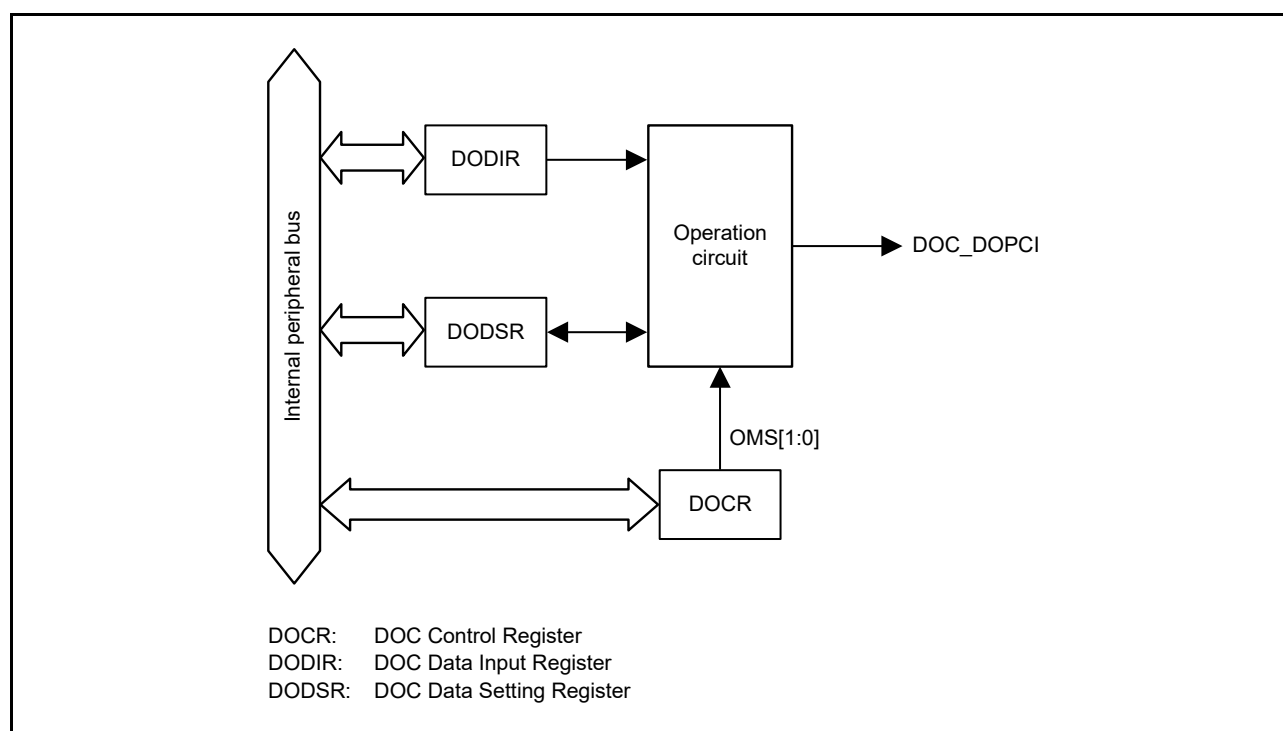 Internal peripheral bus
DODIR
Operation
circuit
DOC_DOPCI
DODSR
OMS[1:0]
DOCR
DOCR: DOC Control Register
DODIR: DOC Data Input Register
DODSR: DOC Data Setting Register